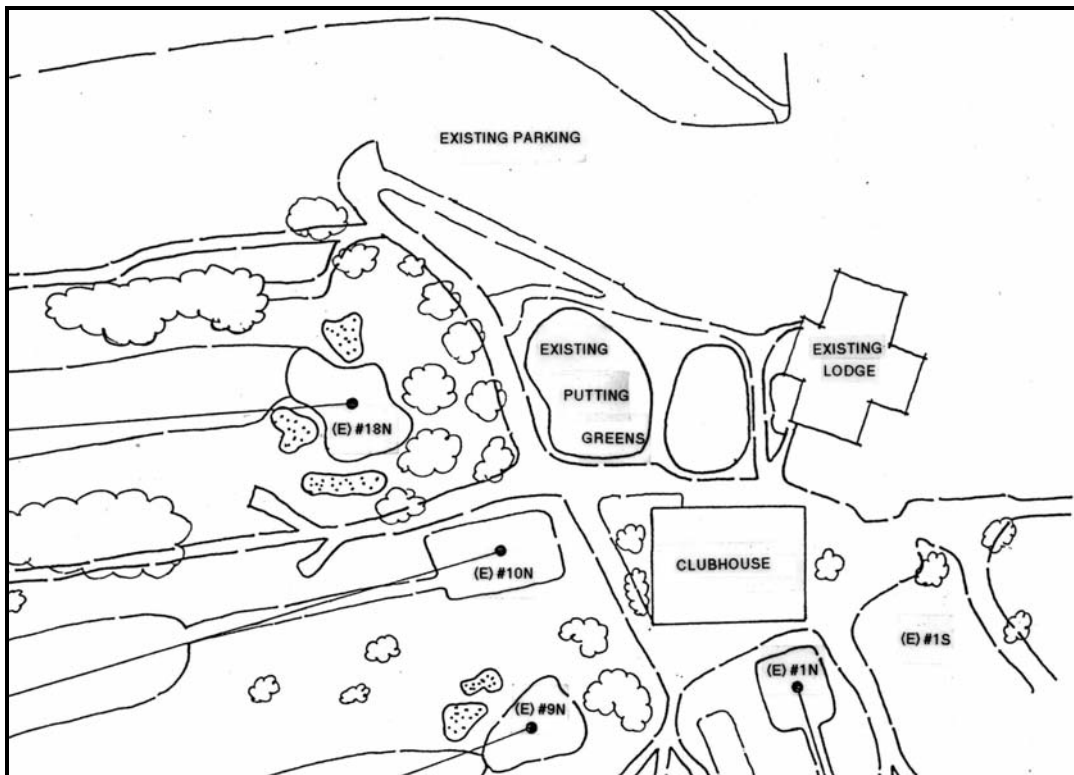 EXISTING PARKING
EXISTING
LODGE
EXISTING
PUTTING
GREENS
(E) #18N
(E) #10N
CLUBHOUSE
(E) #1S
(E) #1N
(E) #9N